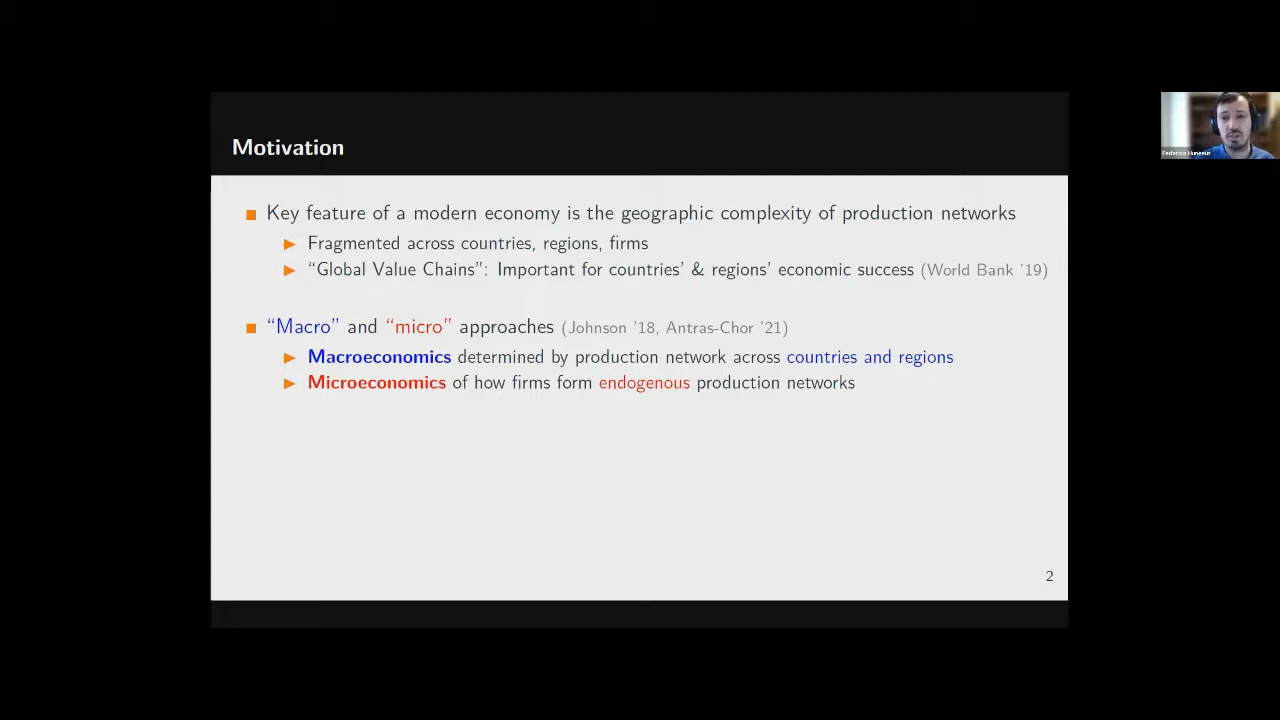 Motivation
Key feature of a modern economy is the geographic complexity of production networks
Fragmented across countries, regions, firms
“Global Value Chains”: Important for countries’ & regions’ economic success (World Bank ’19)
“Macro” and “micro” approaches (Johnson ’18, Antras-Chor ’21)
Macroeconomics determined by production network across countries and regions
Microeconomics of how firms form endogenous production networks
2
Federico Huneeus